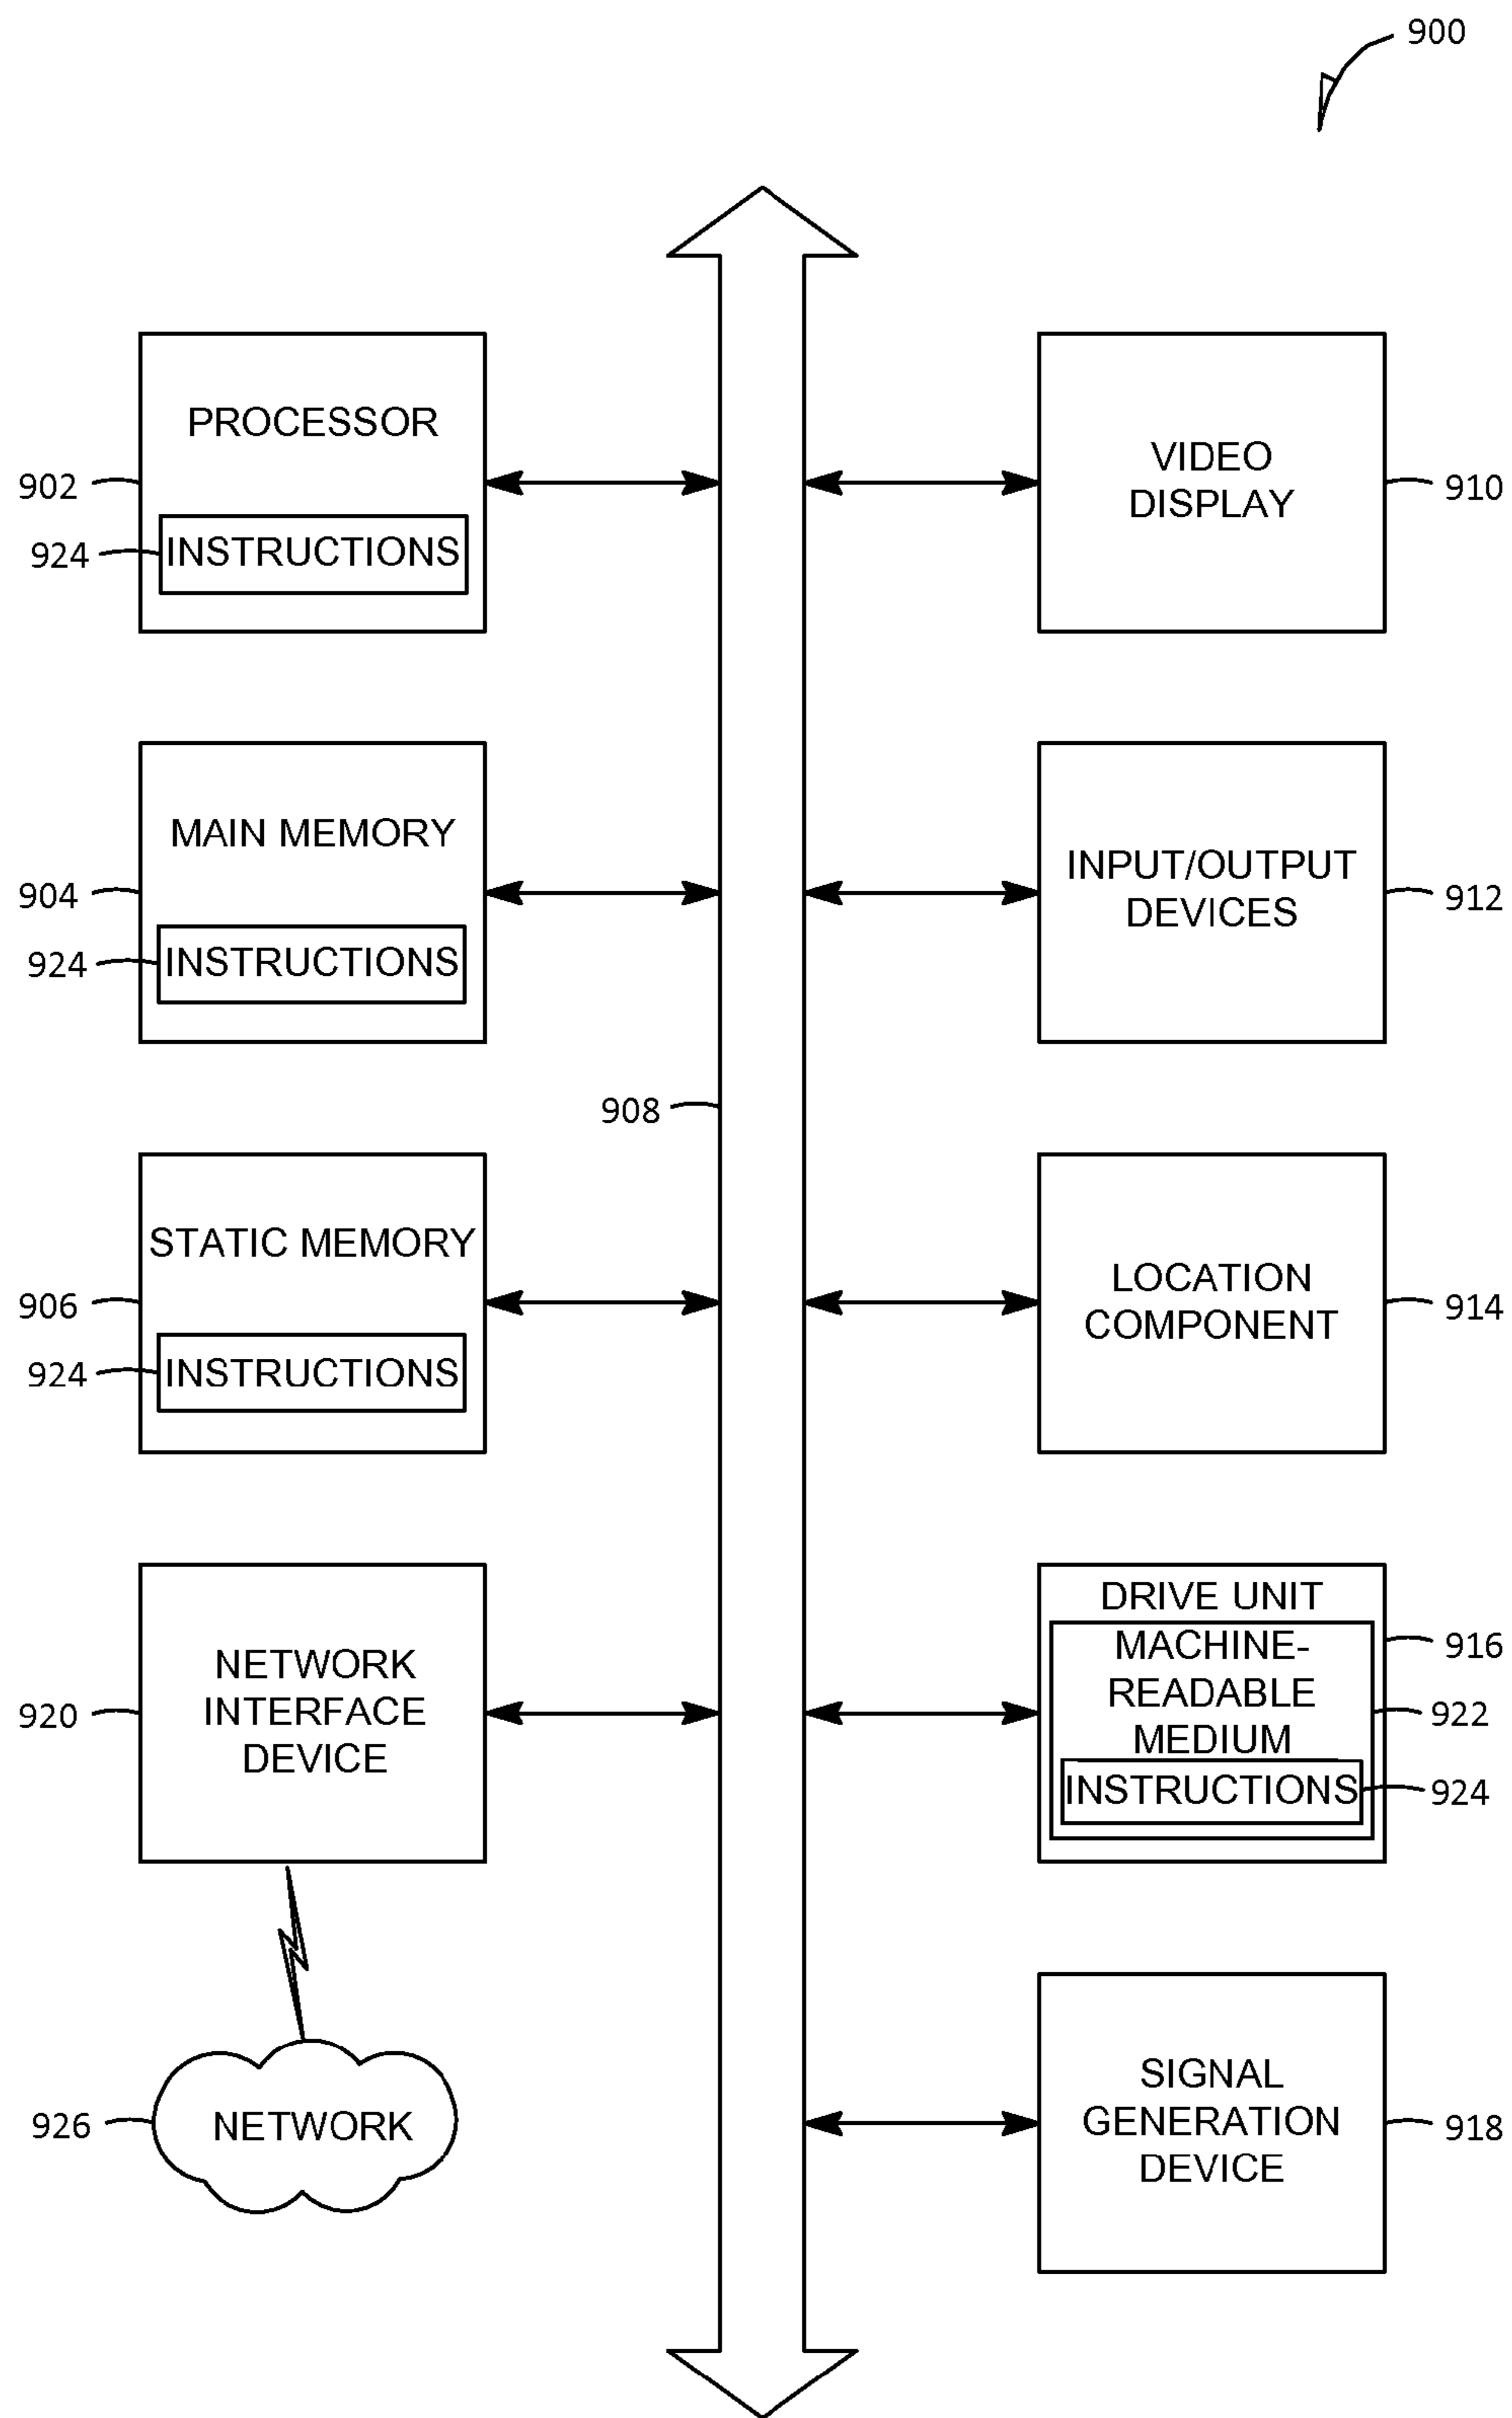 900
PROCESSOR
902
924
INSTRUCTIONS
VIDEO
DISPLAY
910
MAIN MEMORY
904
924
INSTRUCTIONS
INPUT/OUTPUT
DEVICES
912
908
STATIC MEMORY
906
924
INSTRUCTIONS
LOCATION
COMPONENT
914
NETWORK
INTERFACE
DEVICE
920
DRIVE UNIT
916
MACHINE-
READABLE
MEDIUM
922
INSTRUCTIONS
924
926
NETWORK
SIGNAL
GENERATION
DEVICE
918